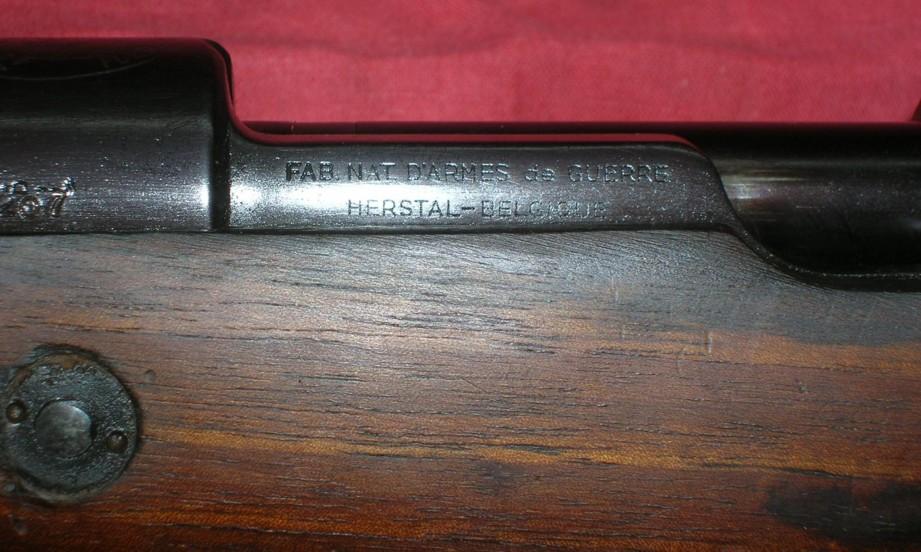 FAB. NAT. D'ARMES de GUERRE
HERSTAL-BELGIQUE